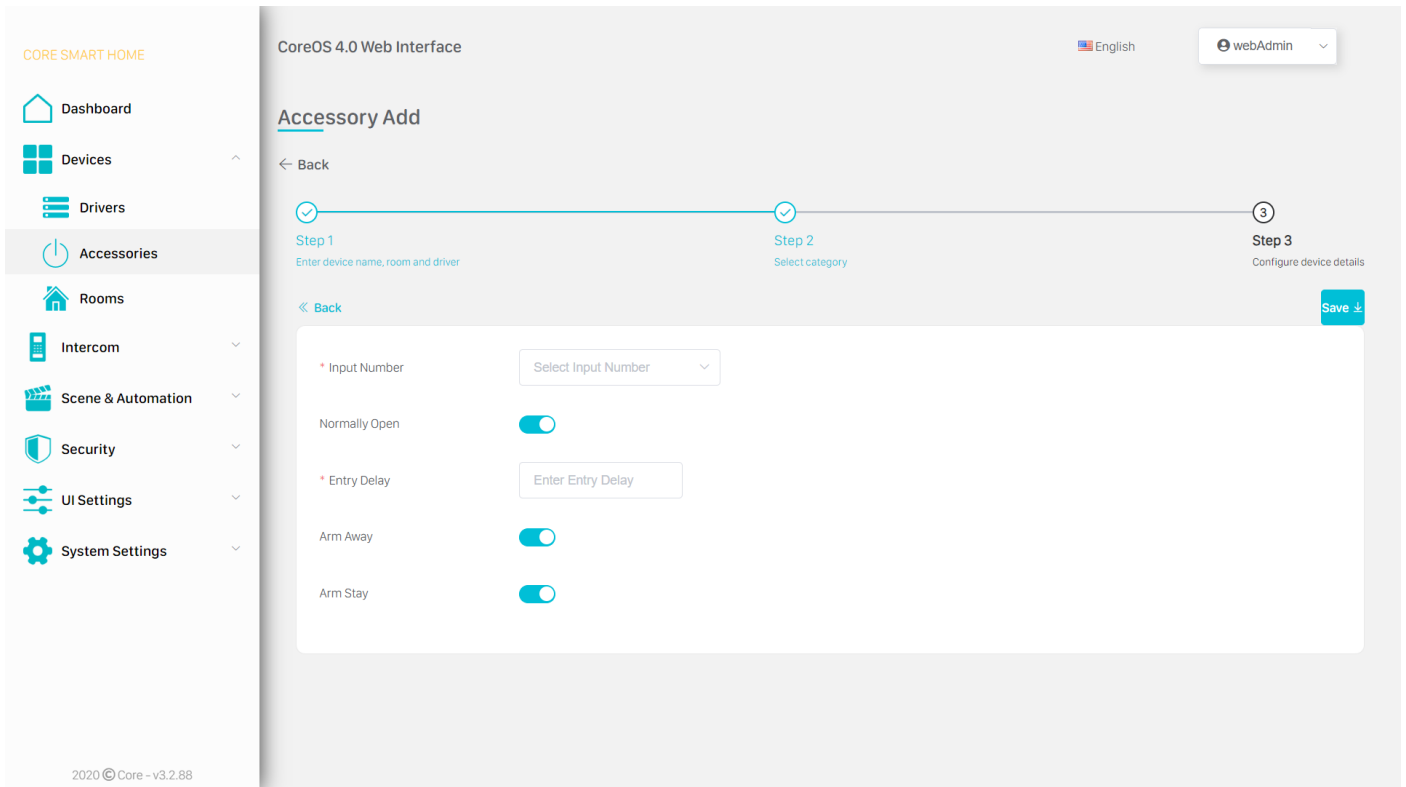 CORE SMART HOME
Dashboard
Devices
Drivers
Accessories
Rooms
Intercom
Scene & Automation
Security
UI Settings
System Settings
2020 © Core - v3.2.88
CoreOS 4.0 Web Interface
English
webAdmin
Accessory Add
Back
3
Step 1
Step 2
Step 3
Enter device name, room and driver
Select category
Configure device details
Back
Save
* Input Number
Select Input Number
Normally Open
* Entry Delay
Enter Entry Delay
Arm Away
Arm Stay